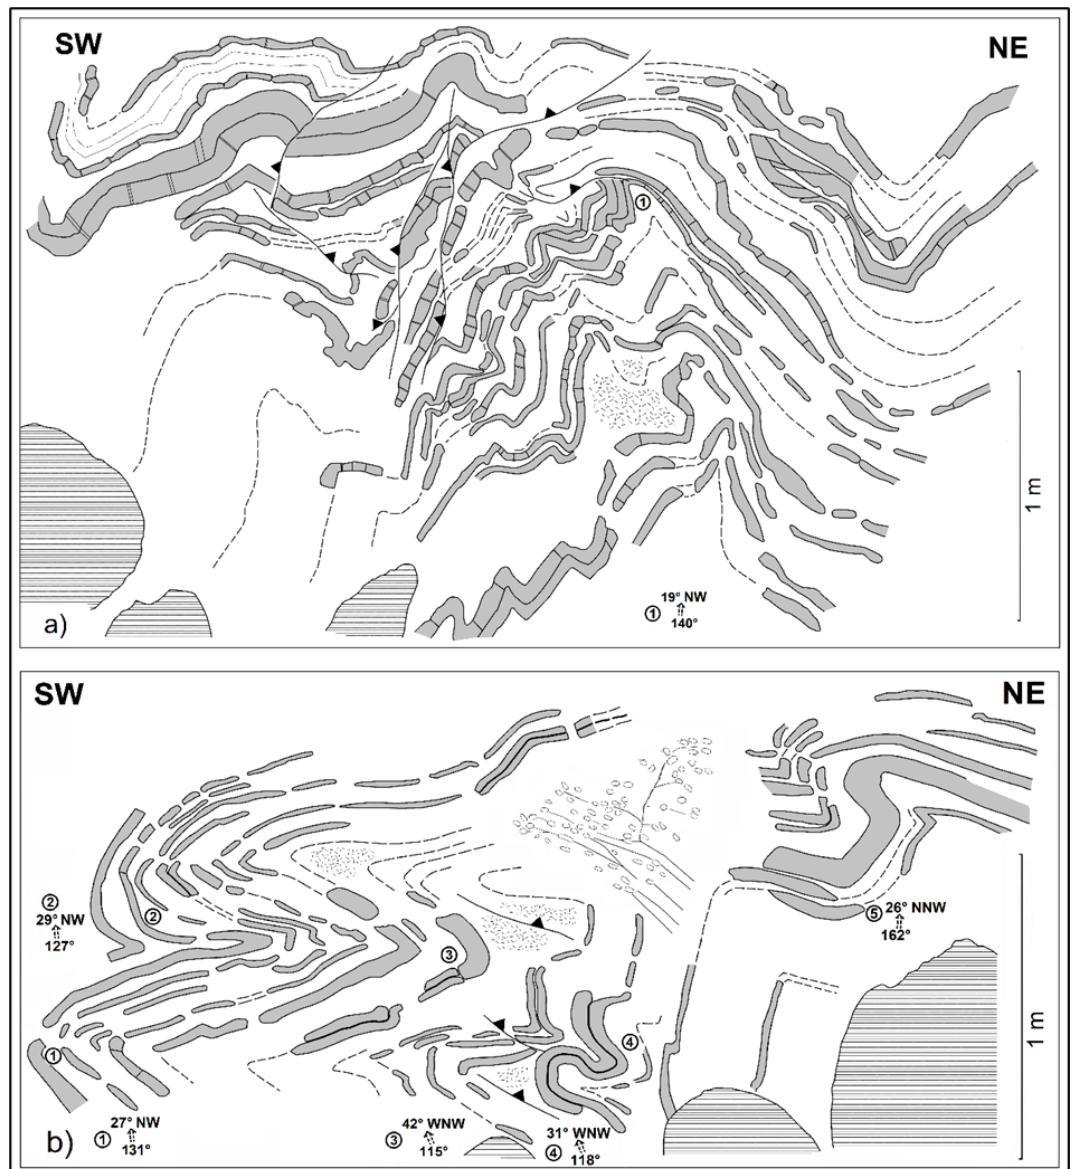 SW
NE
①
1 m
19° NW
① 140°
a)
SW
NE
②
29° NW
127°
②
③
④
⑤ 26° NNW
162°
1 m
①
27° NW
① 131°
42° WNW
③ 115°
31° WNW
④ 118°
b)